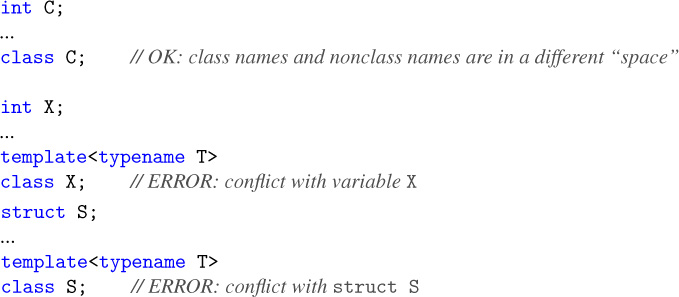 int C;
...
class C; // OK: class names and nonclass names are in a different “space”
int X;
...
template<typename T>
class X; // ERROR: conflict with variable X
struct S;
...
template<typename T>
class S; // ERROR: conflict with struct S